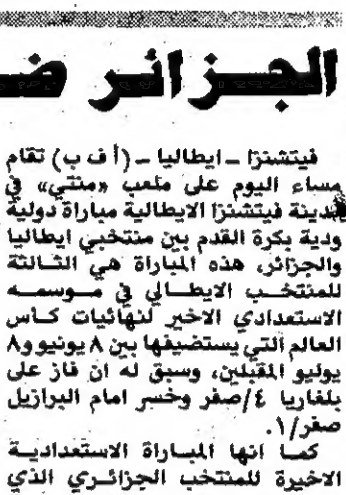 الجزائر ضـ
فيتشنزا ـ ايطاليا ـ (أ ف ب) تقام
مساء اليوم على ملعب «منتي» في
مدينة فيتشنزا الايطالية مباراة دولية
ودية بكرة القدم بين منتخبي ايطاليا
والجزائر، هذه المباراة هي الثالثة
للمنتخب الايطالي في موسمه
الاستعدادي الاخير لنهائيات كأس
العالم التي يستضيفها بين ٨ يونيو و٨
يوليو المقبلين، وسبق له ان فاز على
بلغاريا ٤/صفر وخسر امام البرازيل
صفر/١.
كما انها المباراة الاستعدادية
الاخيرة للمنتخب الجزائري الذي